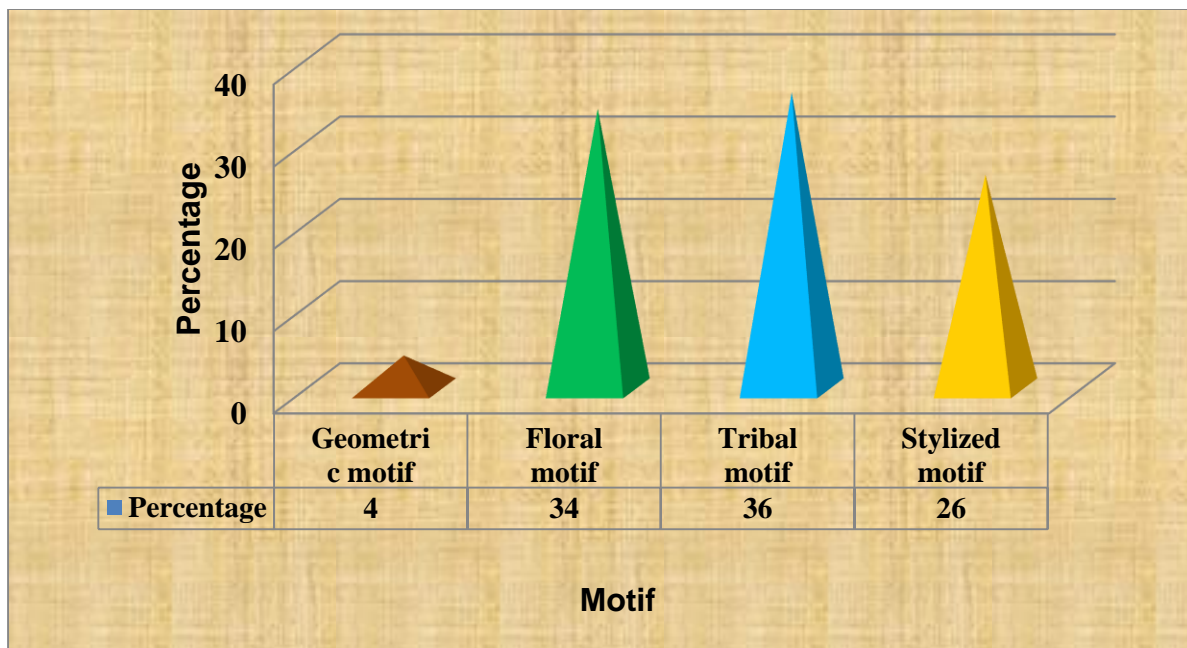 40
30
20
10
0
Percentage
Geometri
c motif
Floral
motif
Tribal
motif
Stylized
motif
Percentage 4 34 36 26
Motif